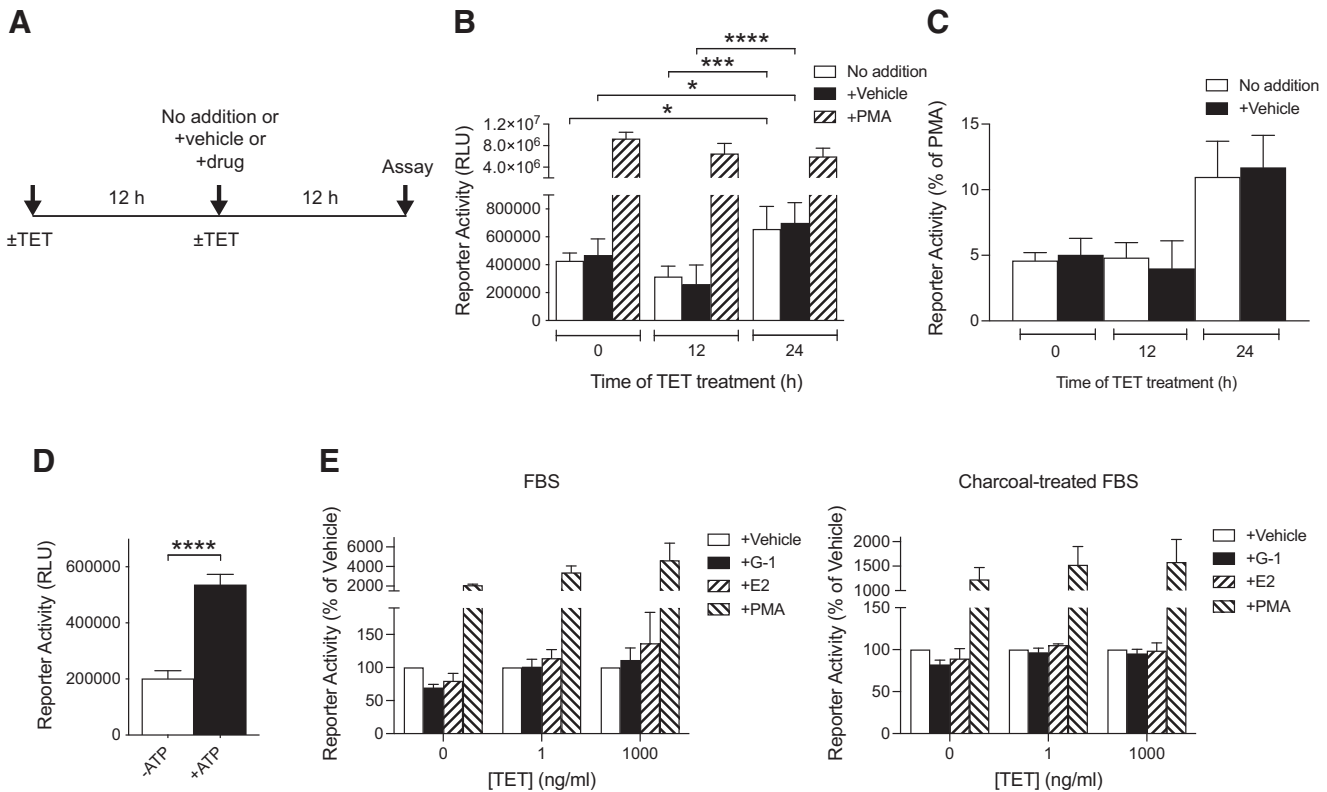 A
No addition or
+vehicle or
+drug
Assay
12 h
12 h
±TET
±TET
B
****
***
*
*
No addition
+Vehicle
+PMA
Reporter Activity (RLU)
1.2×10⁷
8.0×10⁶
4.0×10⁶
800000
600000
400000
200000
0
0
12
24
Time of TET treatment (h)
C
No addition
+Vehicle
Reporter Activity (% of PMA)
15
10
5
0
0
12
24
Time of TET treatment (h)
D
Reporter Activity (RLU)
****
600000
400000
200000
0
-ATP
+ATP
E
FBS
Reporter Activity (% of Vehicle)
6000
4000
2000
150
100
50
0
0
1
1000
[TET] (ng/ml)
+Vehicle
+G-1
+E2
+PMA
Charcoal-treated FBS
Reporter Activity (% of Vehicle)
2000
1500
1000
150
100
50
0
0
1
1000
[TET] (ng/ml)
+Vehicle
+G-1
+E2
+PMA